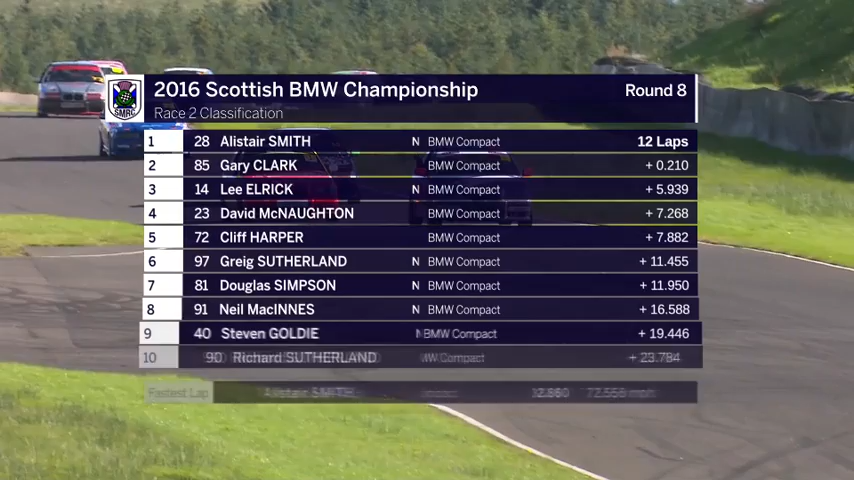 2016 Scottish BMW Championship Round 8
SMRC
Race 2 Classification
1 28 Alistair SMITH N BMW Compact 12 Laps
2 85 Gary CLARK BMW Compact + 0.210
3 14 Lee ELRICK N BMW Compact + 5.939
4 23 David McNAUGHTON BMW Compact + 7.268
5 72 Cliff HARPER BMW Compact + 7.882
6 97 Greig SUTHERLAND N BMW Compact + 11.455
7 81 Douglas SIMPSON N BMW Compact + 11.950
8 91 Neil MacINNES N BMW Compact + 16.588
9 40 Steven GOLDIE N BMW Compact + 19.446
10 90 Richard SUTHERLAND Compact + 23.784
Fastest Lap Alistair SMITH mph